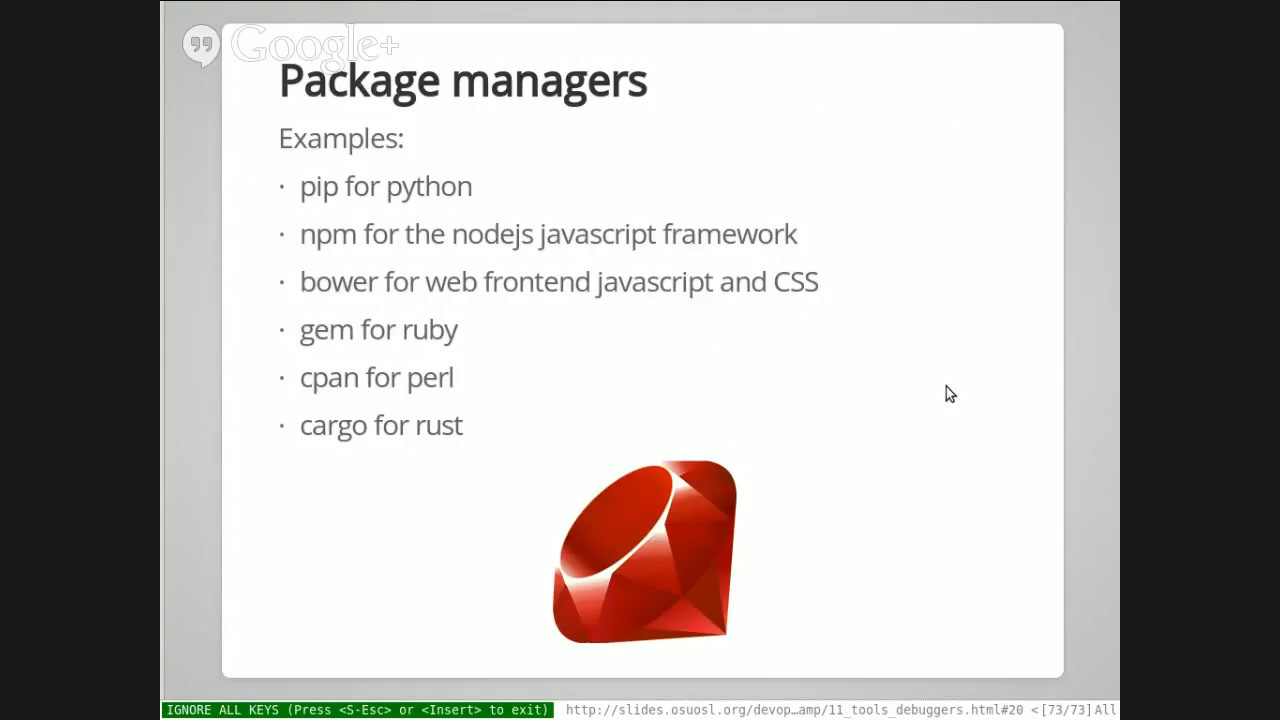 Google+
Package managers
Examples:
· pip for python
· npm for the nodejs javascript framework
· bower for web frontend javascript and CSS
· gem for ruby
· cpan for perl
· cargo for rust
IGNORE ALL KEYS (Press <S-Esc> or <Insert> to exit) http://slides.osuosl.org/devop…amp/11_tools_debuggers.html#20 <[73/73]All